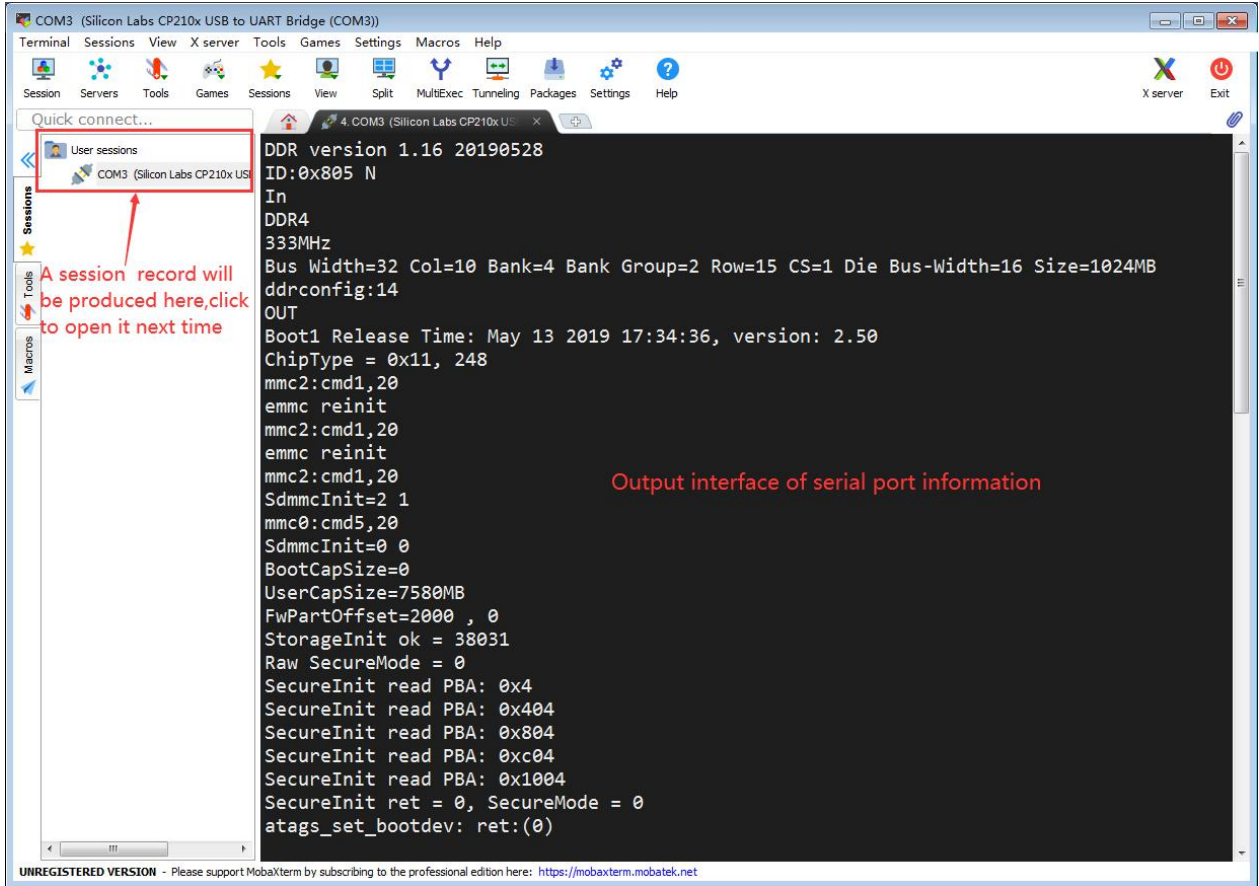 COM3 (Silicon Labs CP210x USB to UART Bridge (COM3))
Terminal Sessions View X server Tools Games Settings Macros Help
Session Servers Tools Games Sessions View Split MultiExec Tunneling Packages Settings Help X server Exit
Quick connect...
4. COM3 (Silicon Labs CP210x US
User sessions
COM3 (Silicon Labs CP210x USI
Sessions
Tools
Macros
A session record will
be produced here,click
to open it next time
DDR version 1.16 20190528
ID:0x805 N
In
DDR4
333MHz
Bus Width=32 Col=10 Bank=4 Bank Group=2 Row=15 CS=1 Die Bus-Width=16 Size=1024MB
ddrconfig:14
OUT
Boot1 Release Time: May 13 2019 17:34:36, version: 2.50
ChipType = 0x11, 248
mmc2:cmd1,20
emmc reinit
mmc2:cmd1,20
emmc reinit
mmc2:cmd1,20
SdmmcInit=2 1
mmc0:cmd5,20
SdmmcInit=0 0
BootCapSize=0
UserCapSize=7580MB
FwPartOffset=2000 , 0
StorageInit ok = 38031
Raw SecureMode = 0
SecureInit read PBA: 0x4
SecureInit read PBA: 0x404
SecureInit read PBA: 0x804
SecureInit read PBA: 0xc04
SecureInit read PBA: 0x1004
SecureInit ret = 0, SecureMode = 0
atags_set_bootdev: ret:(0)
Output interface of serial port information
UNREGISTERED VERSION - Please support MobaXterm by subscribing to the professional edition here: https://mobaxterm.mobatek.net